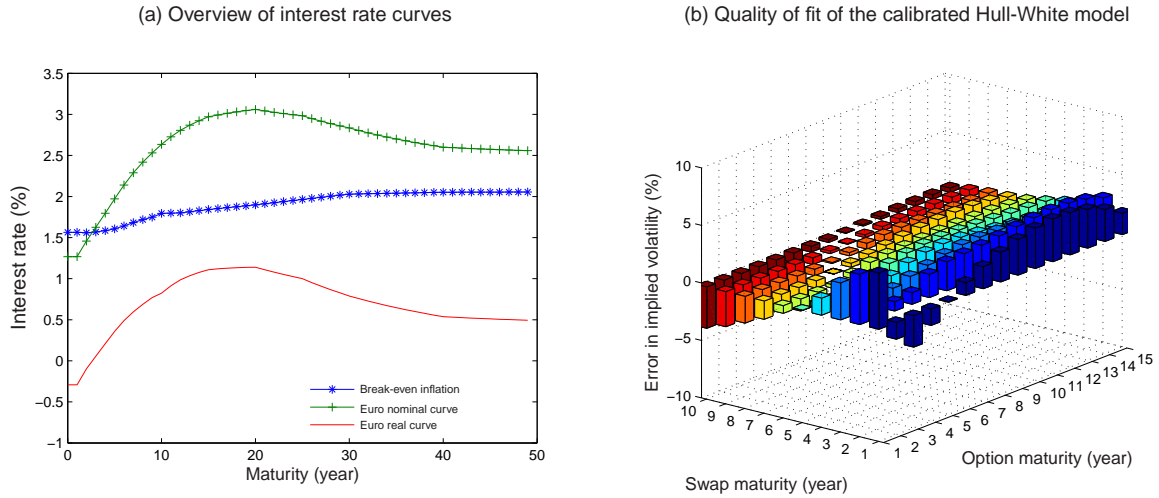 (a) Overview of interest rate curves
3.5
3
2.5
2
1.5
1
0.5
0
−0.5
−1
Interest rate (%)
Break-even inflation
Euro nominal curve
Euro real curve
0 10 20 30 40 50
Maturity (year)
(b) Quality of fit of the calibrated Hull-White model
10
5
0
−5
−10
Error in implied volatility (%)
10 9 8 7 6 5 4 3 2 1
Swap maturity (year)
1 2 3 4 5 6 7 8 9 10 11 12 13 14 15
Option maturity (year)